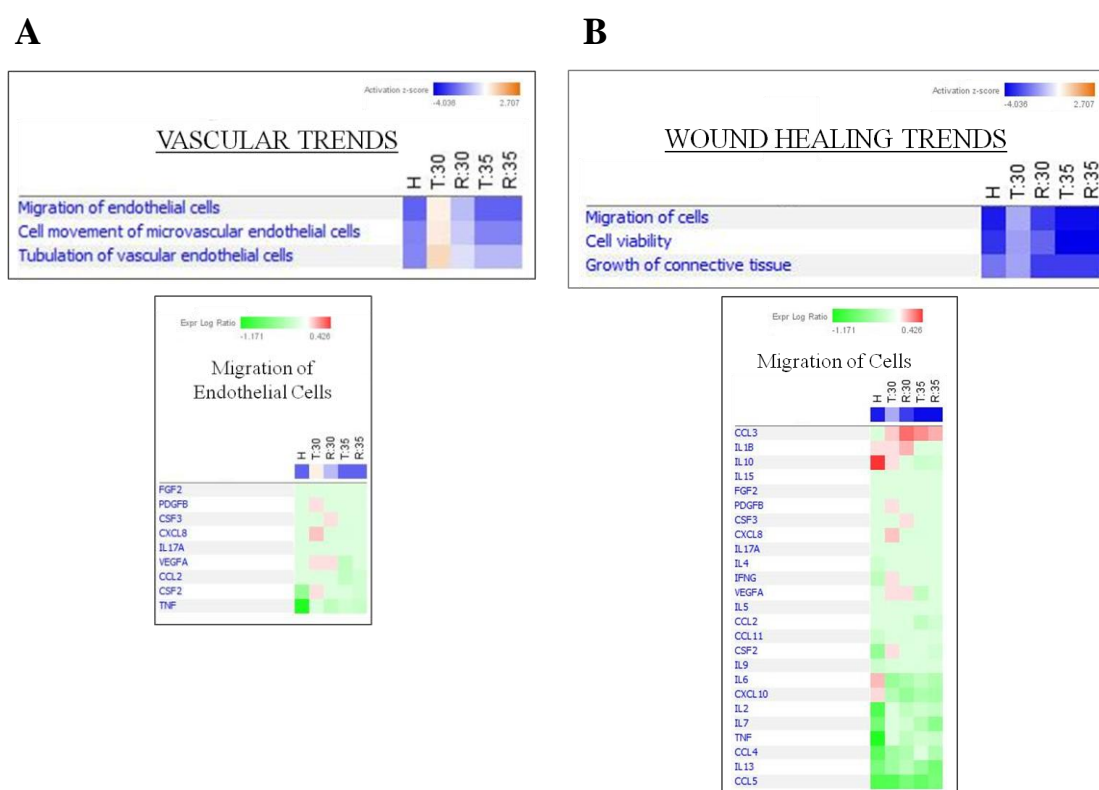 A
Activation z-score
-4.036 2.707
VASCULAR TRENDS
H T:30 R:30 T:35 R:35
Migration of endothelial cells
Cell movement of microvascular endothelial cells
Tubulation of vascular endothelial cells
Expr Log Ratio
-1.171 0.426
Migration of
Endothelial Cells
H T:30 R:30 T:35 R:35
FGF2
PDGFB
CSF3
CXCL8
IL17A
VEGFA
CCL2
CSF2
TNF
B
Activation z-score
-4.036 2.707
WOUND HEALING TRENDS
H T:30 R:30 T:35 R:35
Migration of cells
Cell viability
Growth of connective tissue
Expr Log Ratio
-1.171 0.426
Migration of Cells
H T:30 R:30 T:35 R:35
CCL3
IL1B
IL10
IL15
FGF2
PDGFB
CSF3
CXCL8
IL17A
IL4
IFNG
VEGFA
IL5
CCL2
CCL11
CSF2
IL9
IL6
CXCL10
IL2
IL7
TNF
CCL4
IL13
CCL5